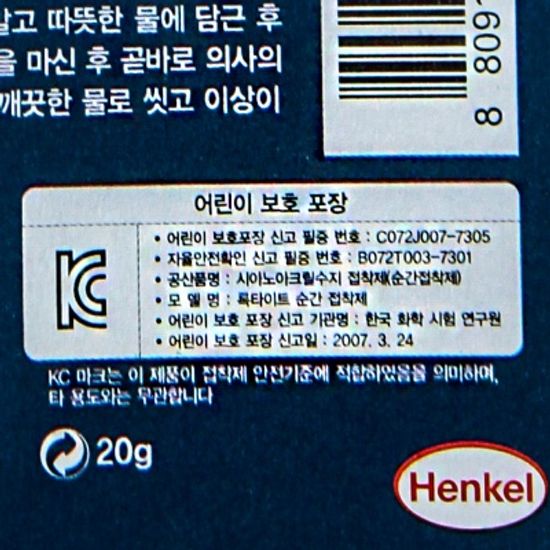 말고 따뜻한 물에 담근 후
을 마신 후 곧바로 의사의
깨끗한 물로 씻고 이상이
8 809
어린이 보호 포장
• 어린이 보호포장 신고 필증 번호 : C072J007-7305
• 자율안전확인 신고 필증 번호 : B072T003-7301
• 공산품명 : 시아노아크릴수지 접착제(순간접착제)
• 모 델 명 : 록타이트 순간 접착제
• 어린이 보호 포장 신고 기관명 : 한국 화학 시험 연구원
• 어린이 보호 포장 신고일 : 2007. 3. 24
KC
KC 마크는 이 제품이 접착제 안전기준에 적합하였음을 의미하며,
타 용도와는 무관합니다
20g
Henkel